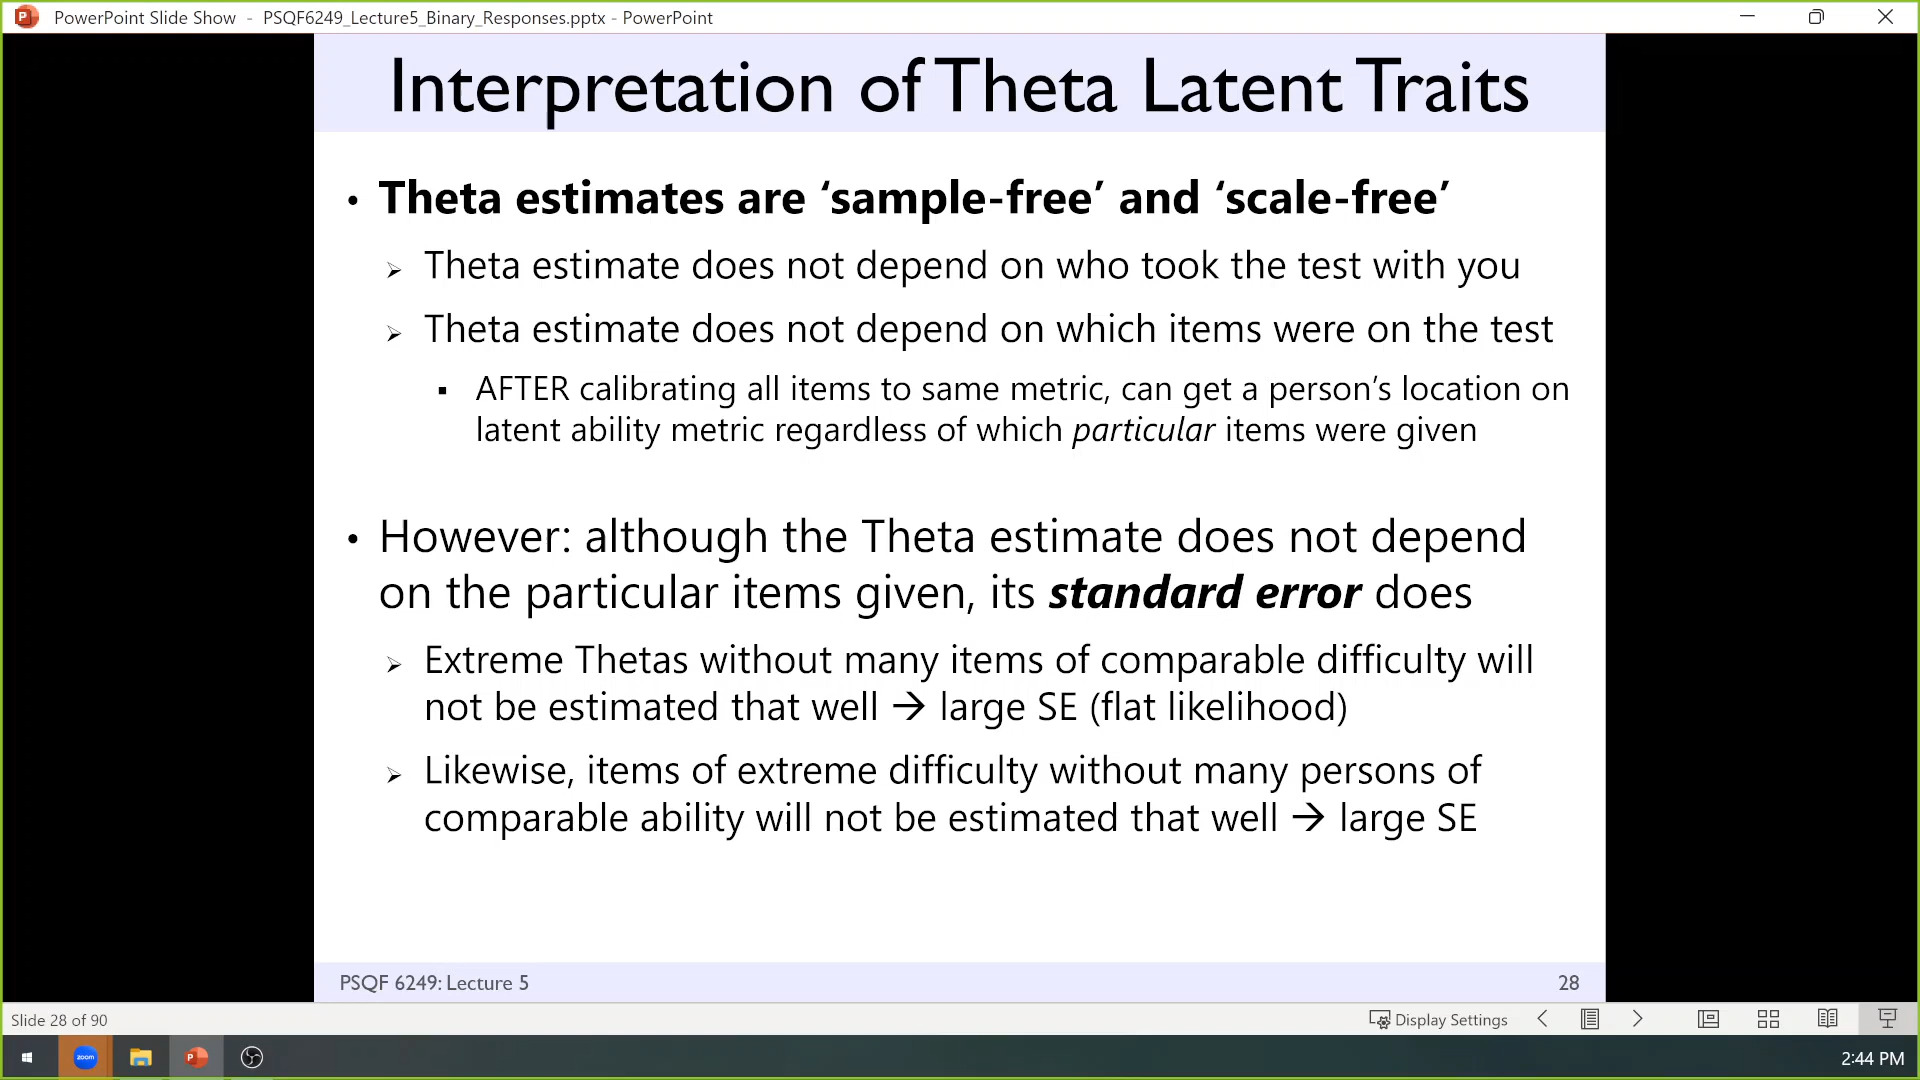 PowerPoint Slide Show - PSQF6249_Lecture5_Binary_Responses.pptx - PowerPoint
Interpretation of Theta Latent Traits
• Theta estimates are ‘sample-free’ and ‘scale-free’
➢ Theta estimate does not depend on who took the test with you
➢ Theta estimate does not depend on which items were on the test
▪ AFTER calibrating all items to same metric, can get a person’s location on
latent ability metric regardless of which particular items were given
• However: although the Theta estimate does not depend
on the particular items given, its standard error does
➢ Extreme Thetas without many items of comparable difficulty will
not be estimated that well → large SE (flat likelihood)
➢ Likewise, items of extreme difficulty without many persons of
comparable ability will not be estimated that well → large SE
PSQF 6249: Lecture 5
28
Slide 28 of 90
Display Settings
zoom
2:44 PM